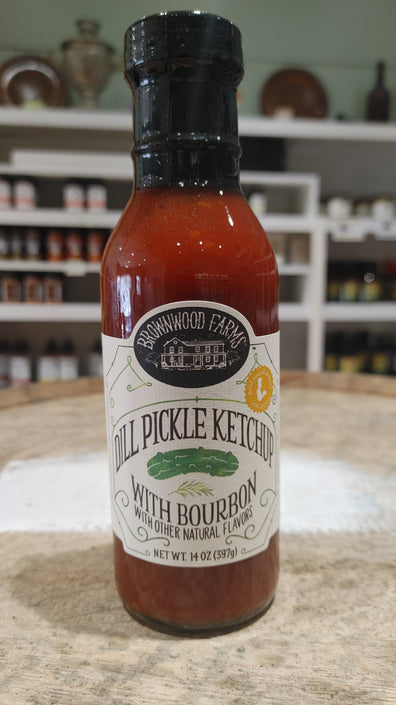 BROWNWOOD FARMS
DILL PICKLE KETCHUP
WITH BOURBON
WITH OTHER NATURAL FLAVORS
NET WT. 14 OZ (397g)